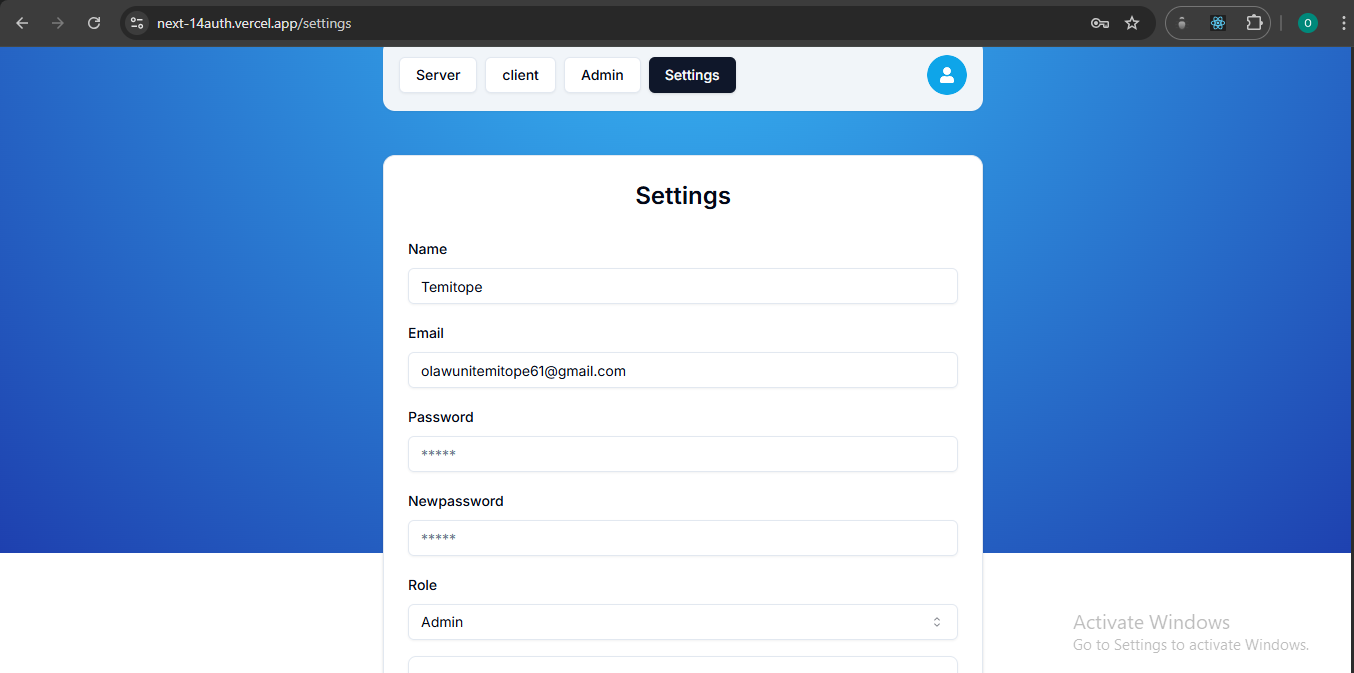 next-14auth.vercel.app/settings
O
Server client Admin Settings
Settings
Name
Temitope
Email
olawunitemitope61@gmail.com
Password
*****
Newpassword
*****
Role
Admin
Activate Windows
Go to Settings to activate Windows.